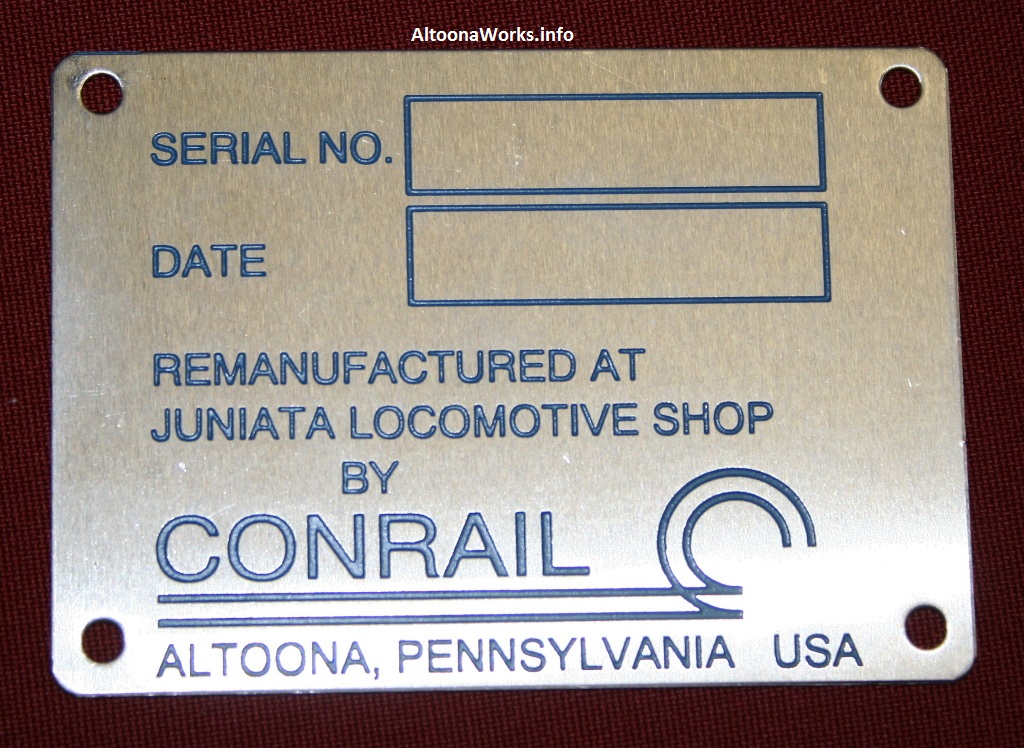 AltoonaWorks.info
SERIAL NO.
DATE
REMANUFACTURED AT
JUNIATA LOCOMOTIVE SHOP
BY
CONRAIL
ALTOONA, PENNSYLVANIA USA